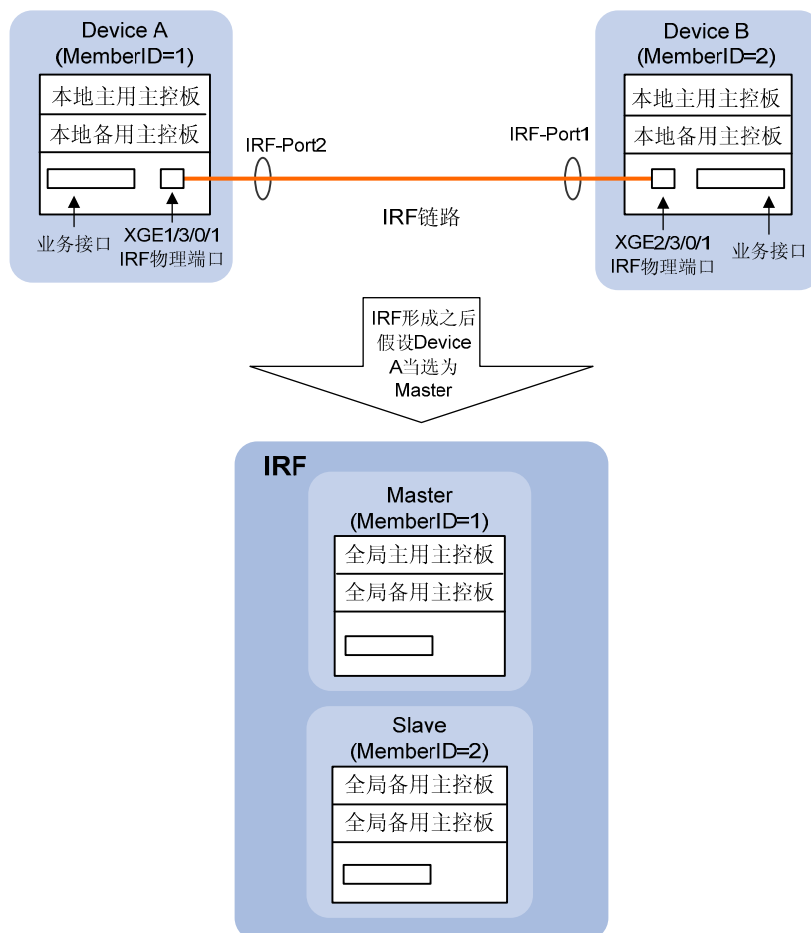 Device A
(MemberID=1)
本地主用主控板
本地备用主控板
业务接口
XGE1/3/0/1
IRF物理端口
IRF-Port2
IRF-Port1
IRF链路
Device B
(MemberID=2)
本地主用主控板
本地备用主控板
XGE2/3/0/1
IRF物理端口
业务接口
IRF形成之后
假设Device
A当选为
Master
IRF
Master
(MemberID=1)
全局主用主控板
全局备用主控板
Slave
(MemberID=2)
全局备用主控板
全局备用主控板